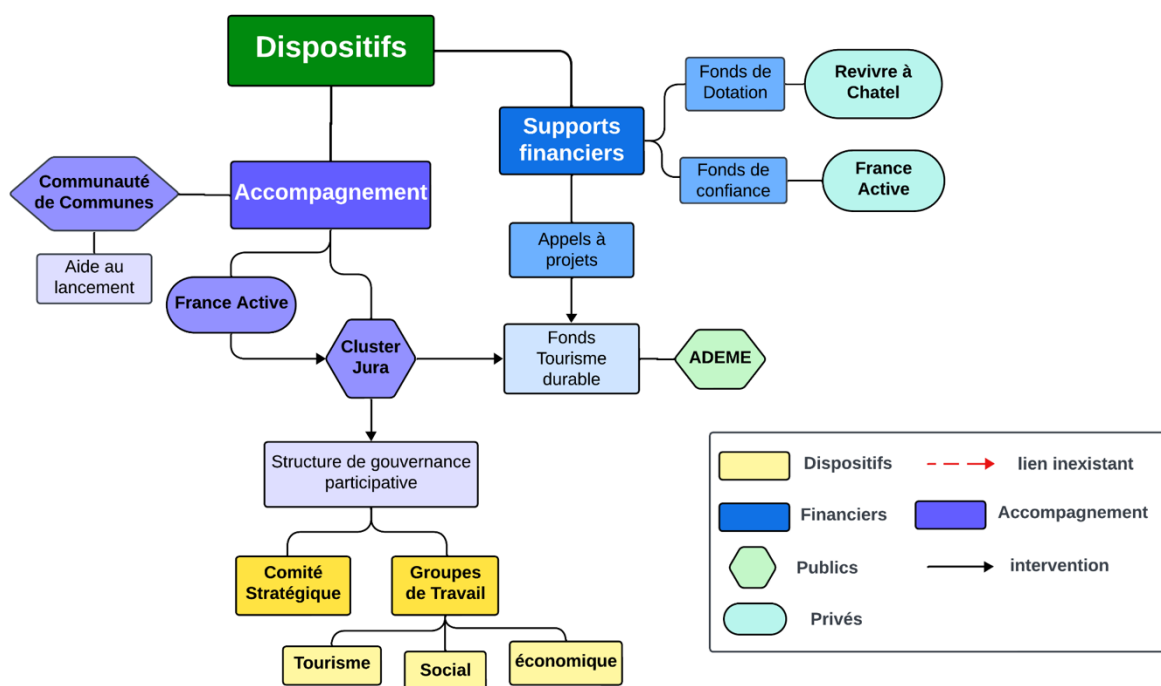 Dispositifs
Fonds de
Dotation
Revivre à
Chatel
Supports
financiers
Fonds de
confiance
France
Active
Communauté
de Communes
Accompagnement
Aide au
lancement
Appels à
projets
France Active
Cluster
Jura
Fonds
Tourisme
durable
ADEME
Structure de gouvernance
participative
Comité
Stratégique
Groupes
de Travail
Tourisme
Social
économique
Dispositifs
lien inexistant
Financiers
Accompagnement
Publics
intervention
Privés